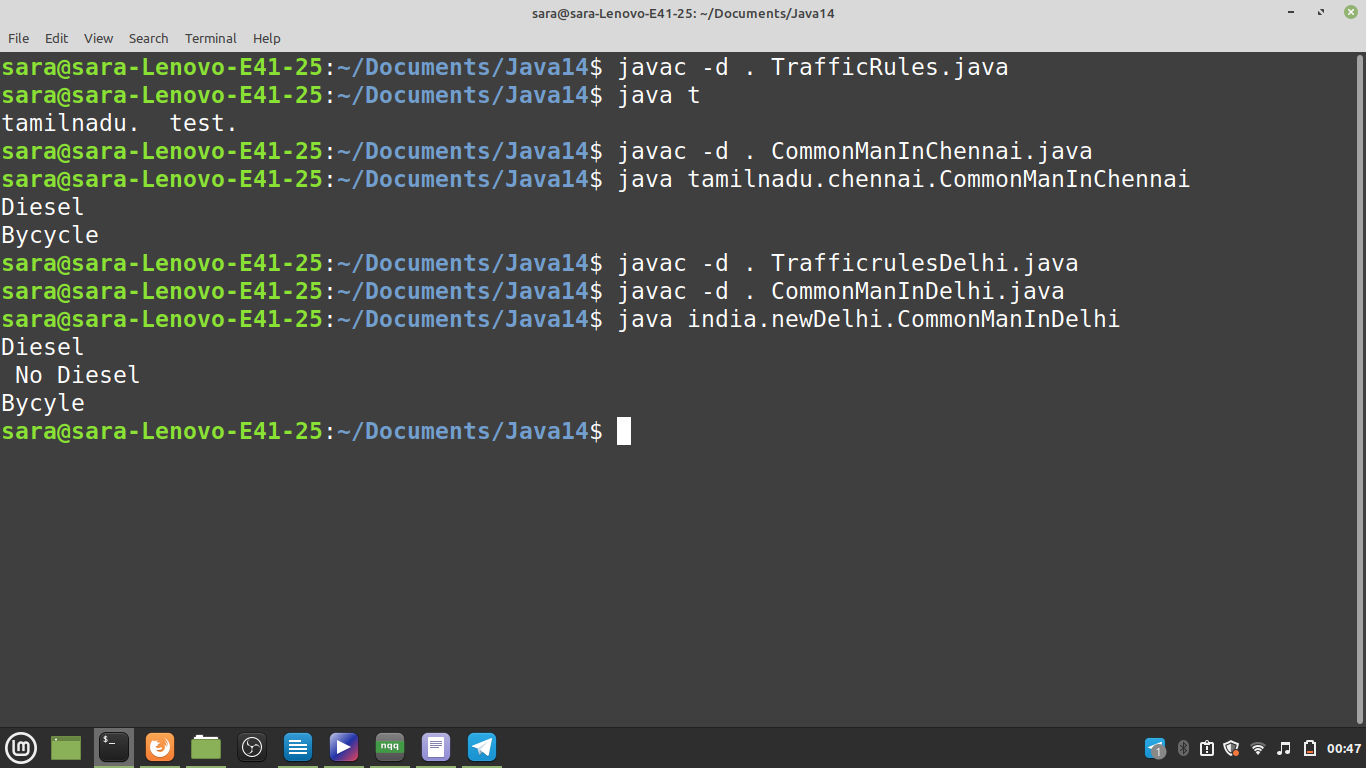 sara@sara-Lenovo-E41-25: ~/Documents/Java14
File Edit View Search Terminal Help
sara@sara-Lenovo-E41-25:~/Documents/Java14$ javac -d . TrafficRules.java
sara@sara-Lenovo-E41-25:~/Documents/Java14$ java t
tamilnadu.  test.
sara@sara-Lenovo-E41-25:~/Documents/Java14$ javac -d . CommonManInChennai.java
sara@sara-Lenovo-E41-25:~/Documents/Java14$ java tamilnadu.chennai.CommonManInChennai
Diesel
Bycycle
sara@sara-Lenovo-E41-25:~/Documents/Java14$ javac -d . TrafficrulesDelhi.java
sara@sara-Lenovo-E41-25:~/Documents/Java14$ javac -d . CommonManInDelhi.java
sara@sara-Lenovo-E41-25:~/Documents/Java14$ java india.newDelhi.CommonManInDelhi
Diesel
 No Diesel
Bycyle
sara@sara-Lenovo-E41-25:~/Documents/Java14$
$_ nqq 1 00:47